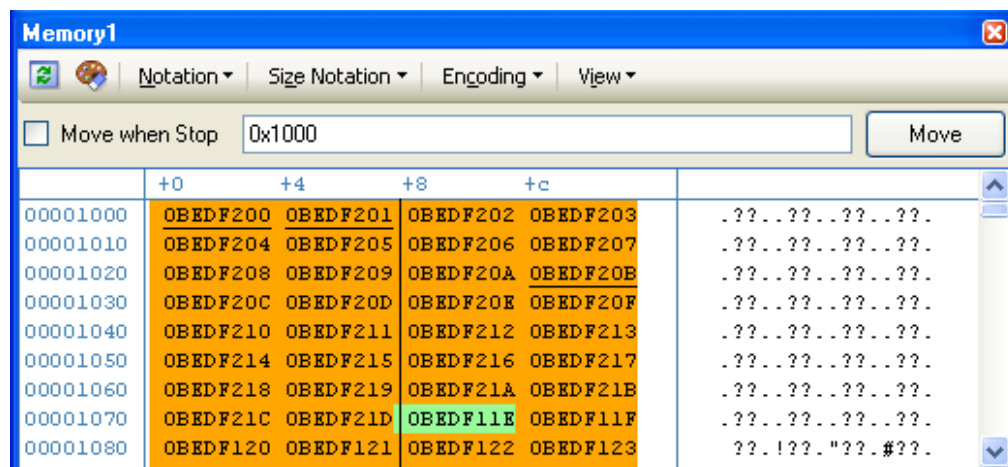 Memory1
Notation Size Notation Encoding View
Move when Stop 0x1000 Move
+0 +4 +8 +c
00001000 0BEDF200 0BEDF201 0BEDF202 0BEDF203 .??..??..??..??.
00001010 0BEDF204 0BEDF205 0BEDF206 0BEDF207 .??..??..??..??.
00001020 0BEDF208 0BEDF209 0BEDF20A 0BEDF20B .??..??..??..??.
00001030 0BEDF20C 0BEDF20D 0BEDF20E 0BEDF20F .??..??..??..??.
00001040 0BEDF210 0BEDF211 0BEDF212 0BEDF213 .??..??..??..??.
00001050 0BEDF214 0BEDF215 0BEDF216 0BEDF217 .??..??..??..??.
00001060 0BEDF218 0BEDF219 0BEDF21A 0BEDF21B .??..??..??..??.
00001070 0BEDF21C 0BEDF21D 0BEDF11E 0BEDF11F .??..??..??..??.
00001080 0BEDF120 0BEDF121 0BEDF122 0BEDF123 ??.!??."??.#??.